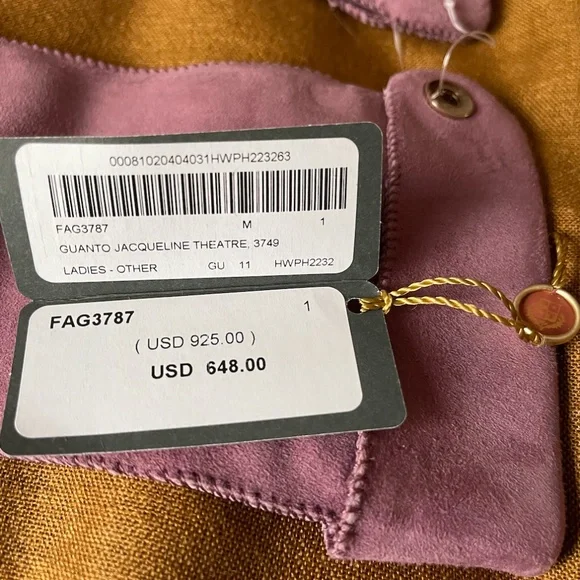 00081020404031HWPH223263
FAG3787 M 1
GUANTO JACQUELINE THEATRE, 3749
LADIES - OTHER GU 11 HWPH2232
FAG3787 1
( USD 925.00 )
USD 648.00